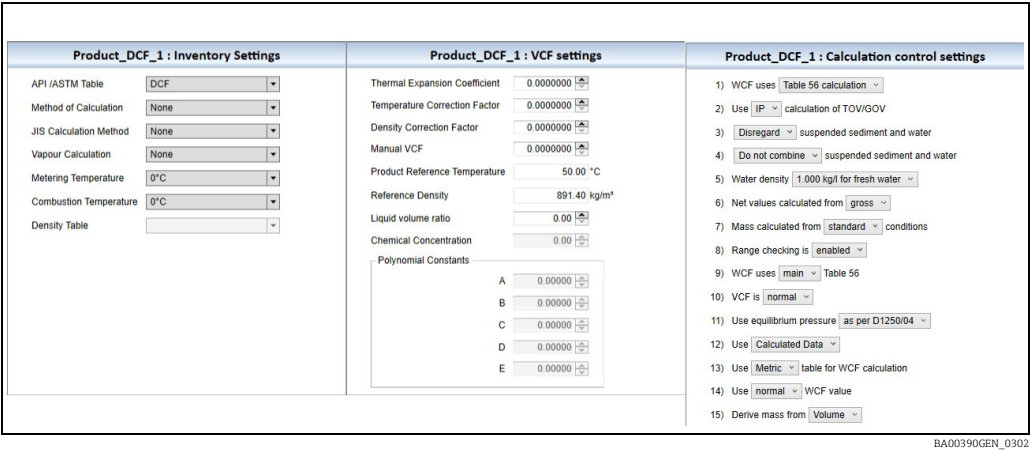 Product_DCF_1 : Inventory Settings
API /ASTM Table DCF
Method of Calculation None
JIS Calculation Method None
Vapour Calculation None
Metering Temperature 0°C
Combustion Temperature 0°C
Density Table
Product_DCF_1 : VCF settings
Thermal Expansion Coefficient 0.0000000
Temperature Correction Factor 0.0000000
Density Correction Factor 0.0000000
Manual VCF 0.0000000
Product Reference Temperature 50.00 °C
Reference Density 891.40 kg/m³
Liquid volume ratio 0.00
Chemical Concentration 0.00
Polynomial Constants
A 0.00000
B 0.00000
C 0.00000
D 0.00000
E 0.00000
Product_DCF_1 : Calculation control settings
1) WCF uses Table 56 calculation
2) Use IP calculation of TOV/GOV
3) Disregard suspended sediment and water
4) Do not combine suspended sediment and water
5) Water density 1.000 kg/l for fresh water
6) Net values calculated from gross
7) Mass calculated from standard conditions
8) Range checking is enabled
9) WCF uses main Table 56
10) VCF is normal
11) Use equilibrium pressure as per D1250/04
12) Use Calculated Data
13) Use Metric table for WCF calculation
14) Use normal WCF value
15) Derive mass from Volume
BA00390GEN_0302